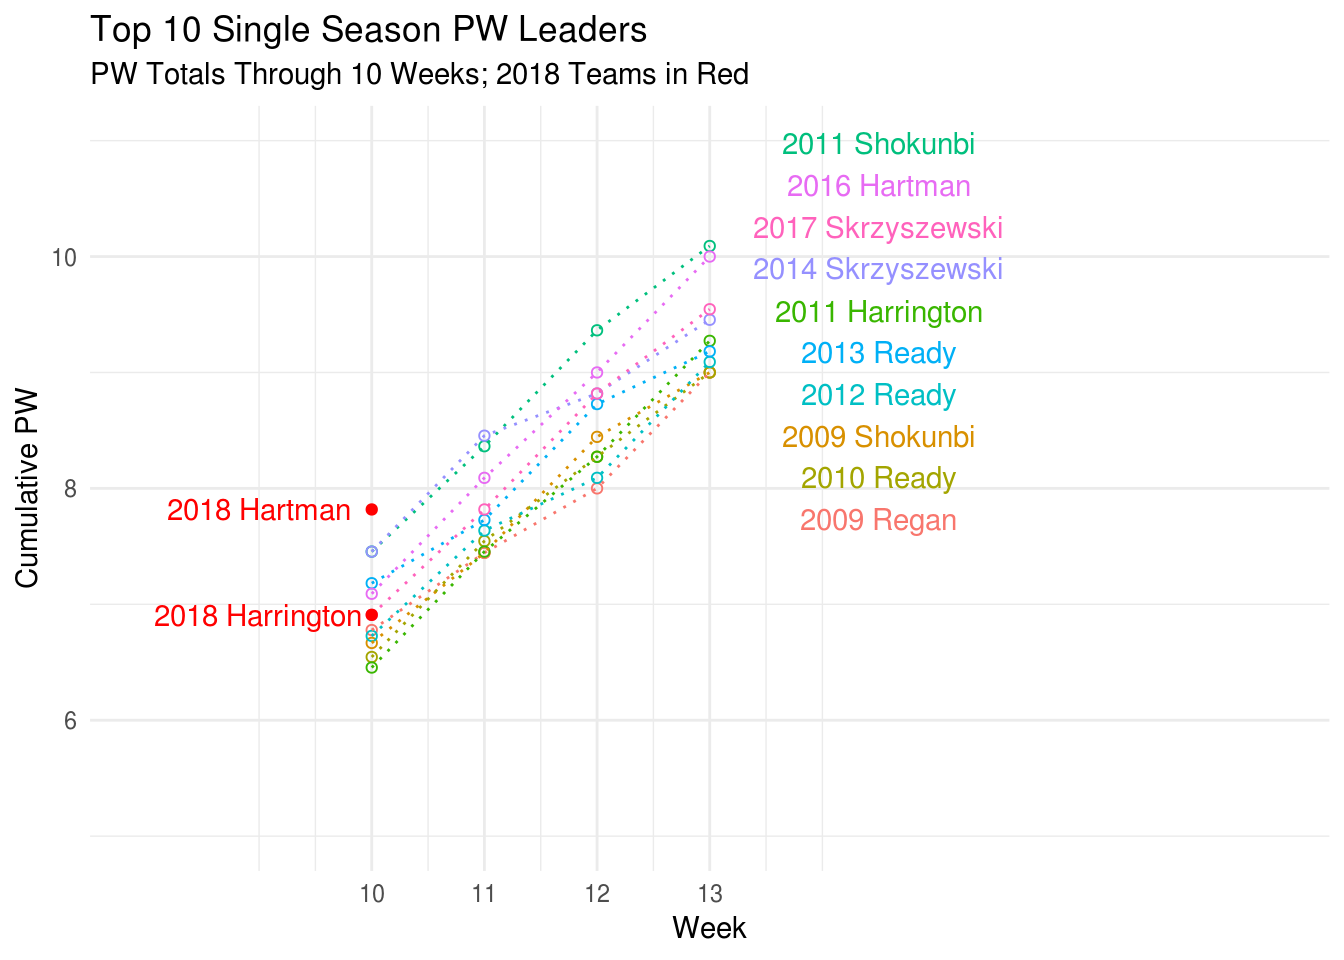 Top 10 Single Season PW Leaders
PW Totals Through 10 Weeks; 2018 Teams in Red
2011 Shokunbi
2016 Hartman
2017 Skrzyszewski
2014 Skrzyszewski
2011 Harrington
2013 Ready
2012 Ready
2009 Shokunbi
2010 Ready
2009 Regan
2018 Hartman
2018 Harrington
Cumulative PW
10
8
6
10 11 12 13
Week